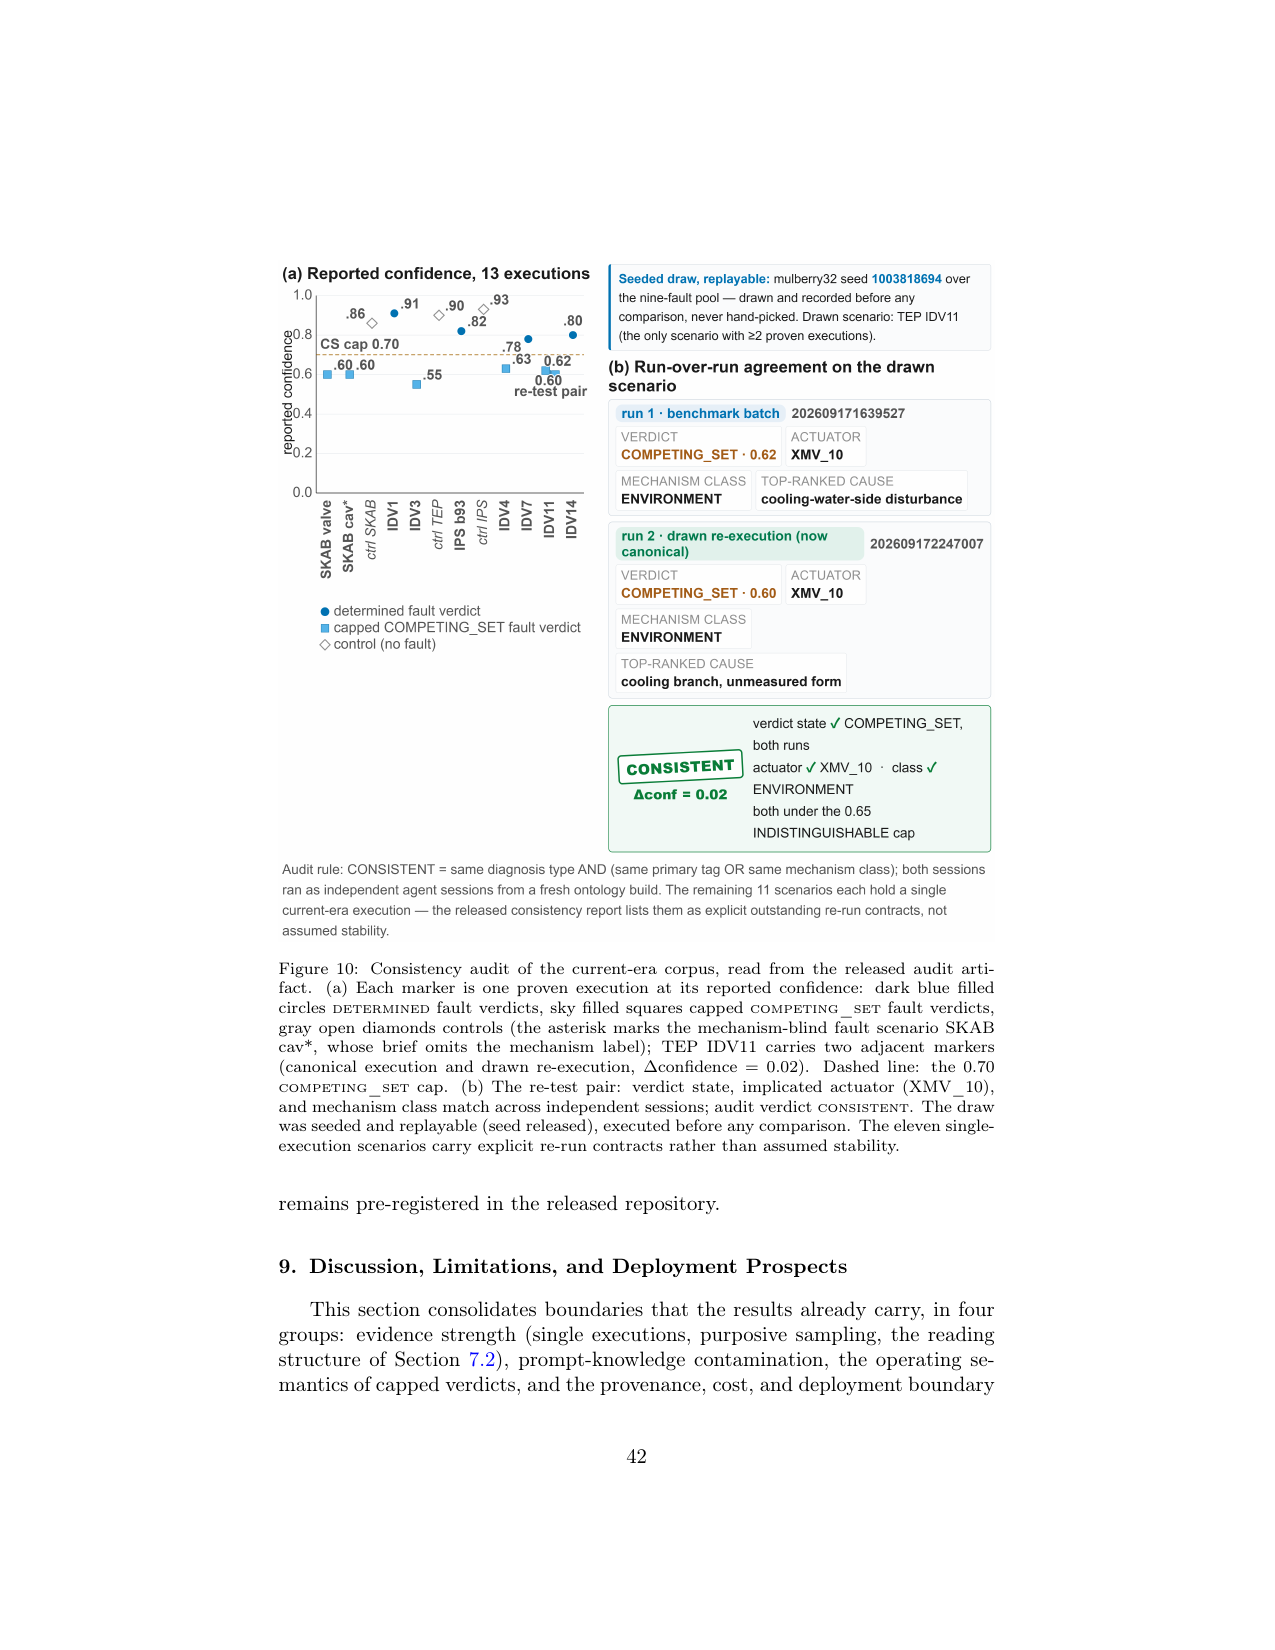 (a) Reported confidence, 13 executions
reported confidence
1.0
0.8
0.6
0.4
0.2
0.0
CS cap 0.70
.60
.60
.86
.91
.55
.90
.82
.93
.63
.78
0.62
0.60
re-test pair
.80
SKAB valve
SKAB cav*
ctrl SKAB
IDV1
IDV3
ctrl TEP
IPS b93
ctrl IPS
IDV4
IDV7
IDV11
IDV14
determined fault verdict
capped COMPETING_SET fault verdict
control (no fault)
Seeded draw, replayable: mulberry32 seed 1003818694 over
the nine-fault pool — drawn and recorded before any
comparison, never hand-picked. Drawn scenario: TEP IDV11
(the only scenario with ≥2 proven executions).
(b) Run-over-run agreement on the drawn
scenario
run 1 · benchmark batch 202609171639527
VERDICT ACTUATOR
COMPETING_SET · 0.62 XMV_10
MECHANISM CLASS TOP-RANKED CAUSE
ENVIRONMENT cooling-water-side disturbance
run 2 · drawn re-execution (now
canonical) 202609172247007
VERDICT ACTUATOR
COMPETING_SET · 0.60 XMV_10
MECHANISM CLASS
ENVIRONMENT
TOP-RANKED CAUSE
cooling branch, unmeasured form
CONSISTENT
Δconf = 0.02
verdict state ✓ COMPETING_SET,
both runs
actuator ✓ XMV_10 · class ✓
ENVIRONMENT
both under the 0.65
INDISTINGUISHABLE cap
Audit rule: CONSISTENT = same diagnosis type AND (same primary tag OR same mechanism class); both sessions
ran as independent agent sessions from a fresh ontology build. The remaining 11 scenarios each hold a single
current-era execution — the released consistency report lists them as explicit outstanding re-run contracts, not
assumed stability.
Figure 10: Consistency audit of the current-era corpus, read from the released audit arti-
fact. (a) Each marker is one proven execution at its reported confidence: dark blue filled
circles DETERMINED fault verdicts, sky filled squares capped COMPETING_SET fault verdicts,
gray open diamonds controls (the asterisk marks the mechanism-blind fault scenario SKAB
cav*, whose brief omits the mechanism label); TEP IDV11 carries two adjacent markers
(canonical execution and drawn re-execution, Δconfidence = 0.02). Dashed line: the 0.70
COMPETING_SET cap. (b) The re-test pair: verdict state, implicated actuator (XMV_10),
and mechanism class match across independent sessions; audit verdict CONSISTENT. The draw
was seeded and replayable (seed released), executed before any comparison. The eleven single-
execution scenarios carry explicit re-run contracts rather than assumed stability.
remains pre-registered in the released repository.
9. Discussion, Limitations, and Deployment Prospects
This section consolidates boundaries that the results already carry, in four
groups: evidence strength (single executions, purposive sampling, the reading
structure of Section 7.2), prompt-knowledge contamination, the operating se-
mantics of capped verdicts, and the provenance, cost, and deployment boundary
42